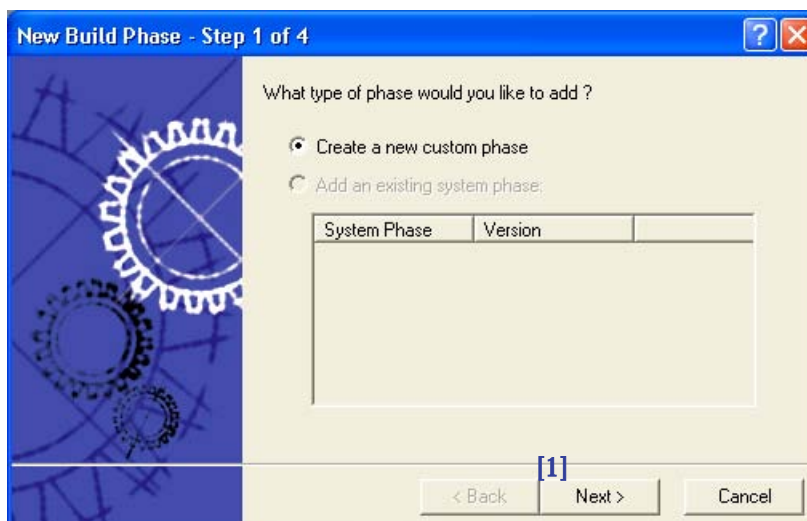 New Build Phase - Step 1 of 4
What type of phase would you like to add ?
Create a new custom phase
Add an existing system phase:
System Phase Version
[1]
< Back Next > Cancel